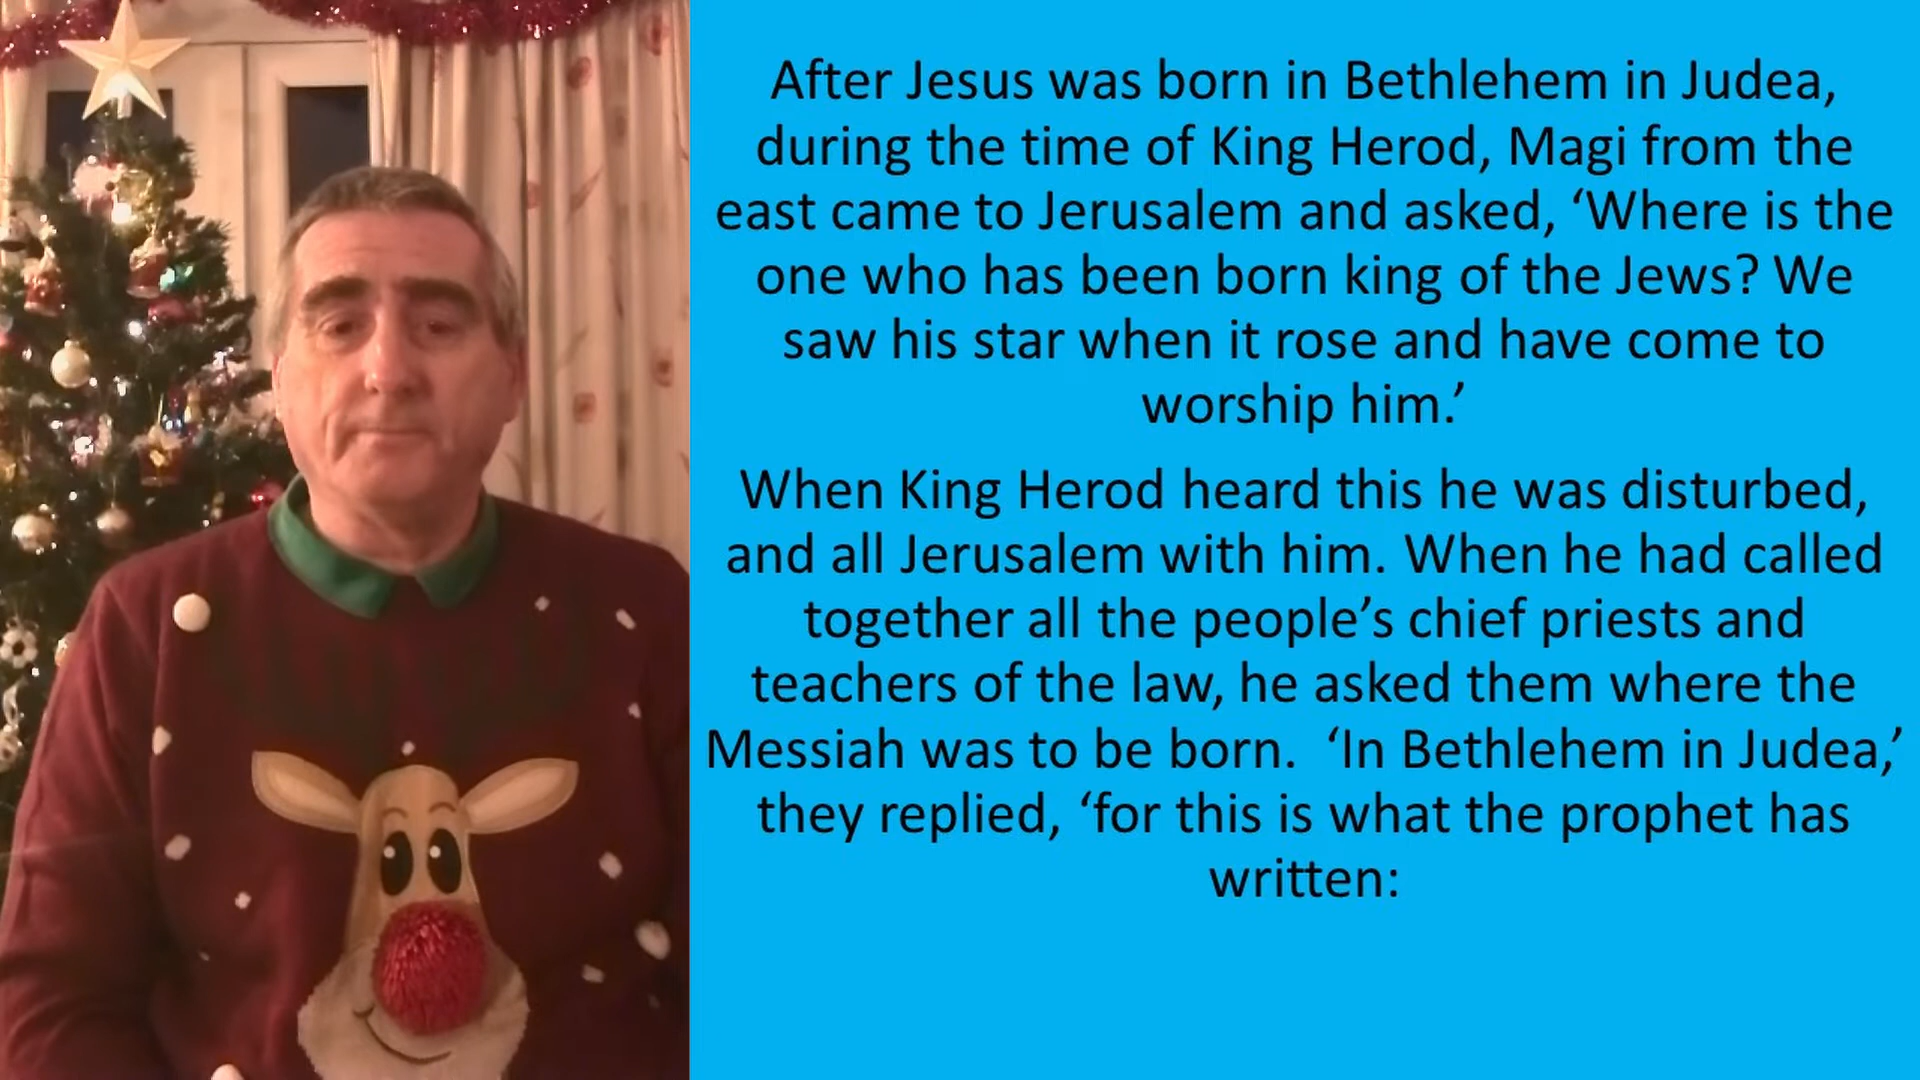 After Jesus was born in Bethlehem in Judea,
during the time of King Herod, Magi from the
east came to Jerusalem and asked, ‘Where is the
one who has been born king of the Jews? We
saw his star when it rose and have come to
worship him.’
When King Herod heard this he was disturbed,
and all Jerusalem with him. When he had called
together all the people’s chief priests and
teachers of the law, he asked them where the
Messiah was to be born.  ‘In Bethlehem in Judea,’
they replied, ‘for this is what the prophet has
written: